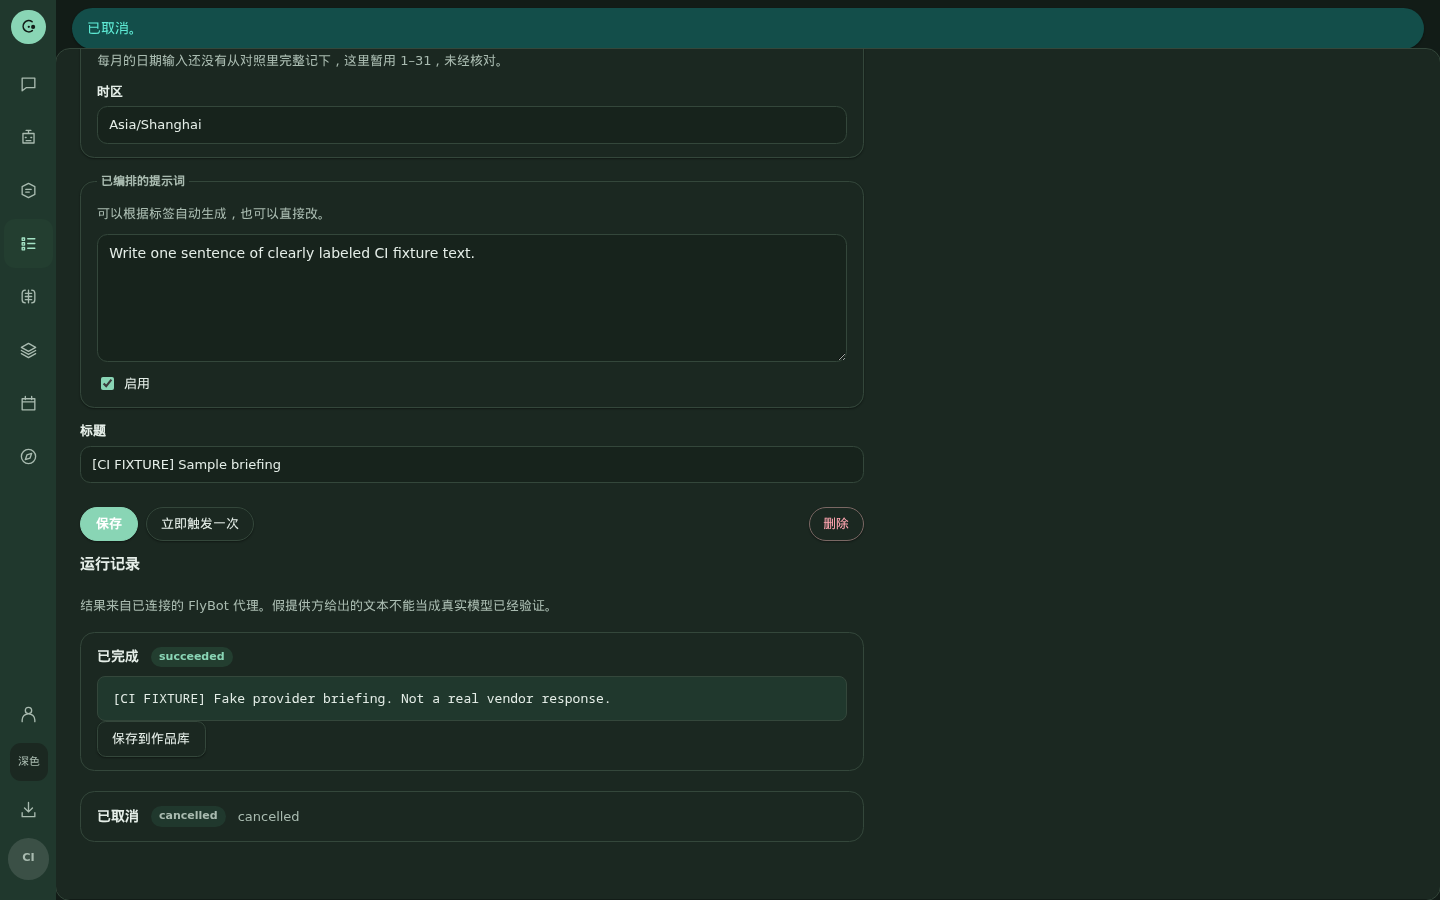 已取消。
每月的日期输入还没有从对照里完整记下，这里暂用 1–31，未经核对。
时区
Asia/Shanghai
已编排的提示词
可以根据标签自动生成，也可以直接改。
Write one sentence of clearly labeled CI fixture text.
启用
标题
[CI FIXTURE] Sample briefing
保存
立即触发一次
删除
运行记录
结果来自已连接的 FlyBot 代理。假提供方给出的文本不能当成真实模型已经验证。
已完成 succeeded
[CI FIXTURE] Fake provider briefing. Not a real vendor response.
保存到作品库
已取消 cancelled cancelled
深色
CI